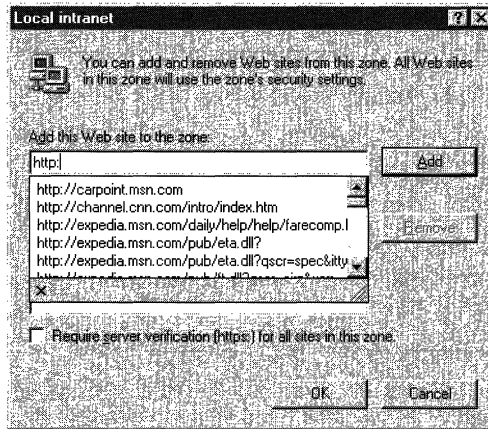 Local intranet
You can add and remove Web sites from this zone. All Web sites
in this zone will use the zone's security settings.
Add this Web site to the zone:
http:
Add
http://carpoint.msn.com
http://channel.cnn.com/intro/index.htm
http://expedia.msn.com/daily/help/help/farecomp.l
http://expedia.msn.com/pub/eta.dll?
http://expedia.msn.com/pub/eta.dll?qscr=spec&itty
Remove
Require server verification (https:) for all sites in this zone.
OK
Cancel